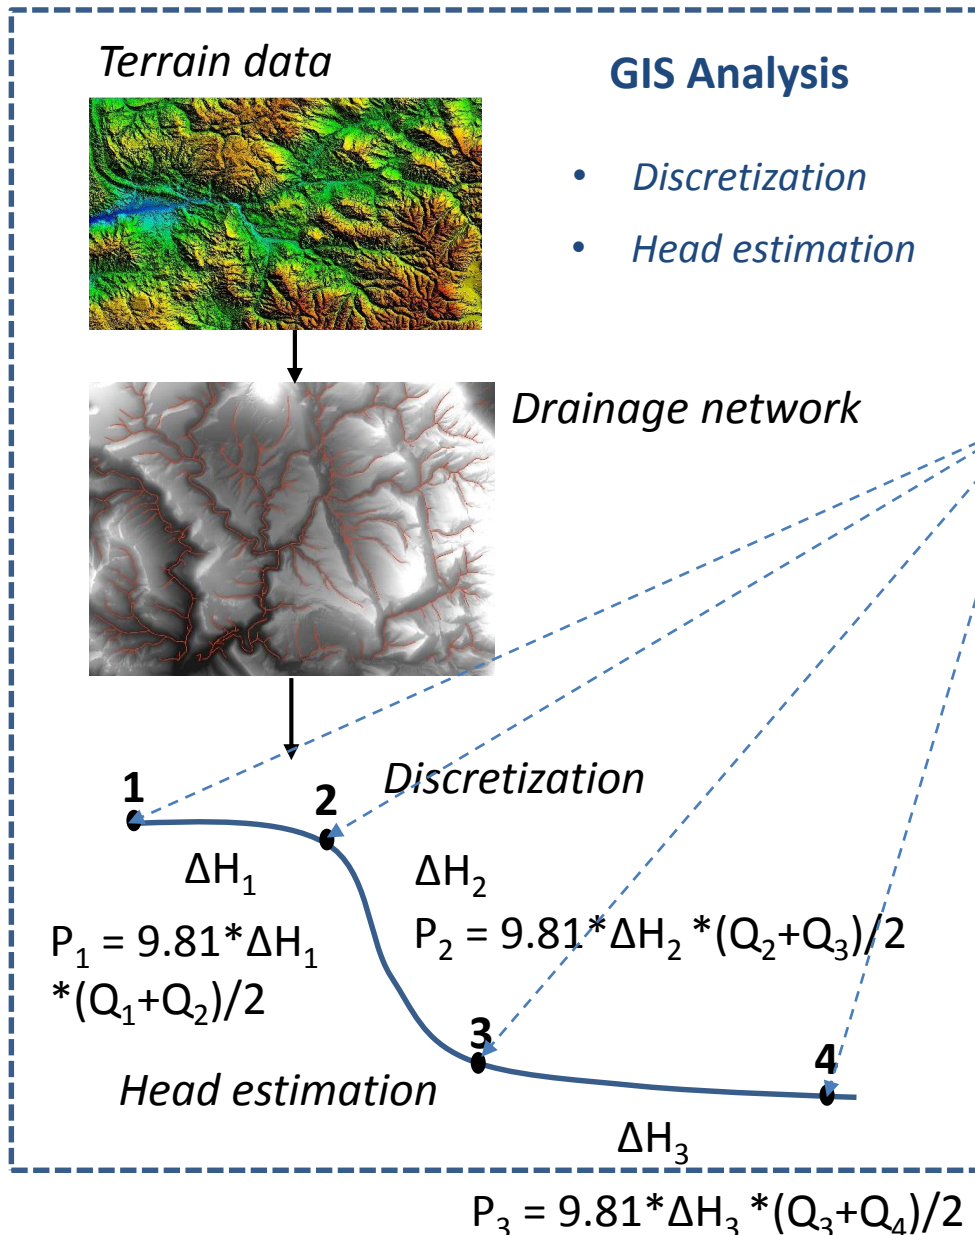 Terrain data
GIS Analysis
• Discretization
• Head estimation
Drainage network
Discretization
1
2
ΔH₁
ΔH₂
P₁ = 9.81*ΔH₁
*(Q₁+Q₂)/2
P₂ = 9.81*ΔH₂ *(Q₂+Q₃)/2
3
4
Head estimation
ΔH₃
P₃ = 9.81*ΔH₃ *(Q₃+Q₄)/2